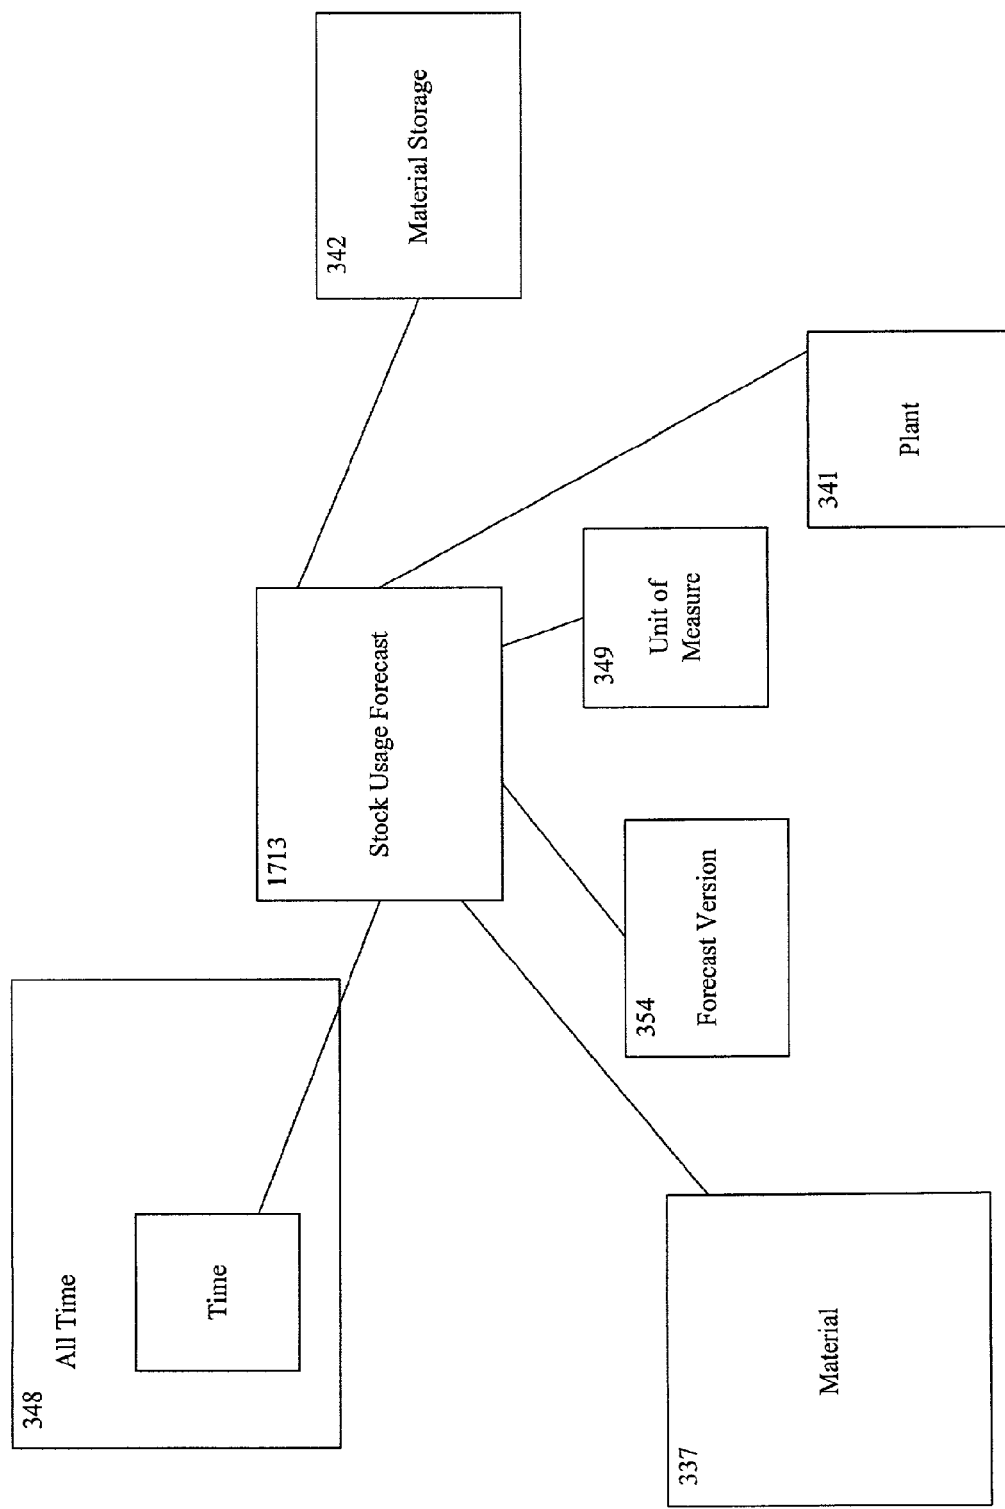 348
All Time
Time
1713
Stock Usage Forecast
342
Material Storage
337
Material
354
Forecast Version
349
Unit of
Measure
341
Plant